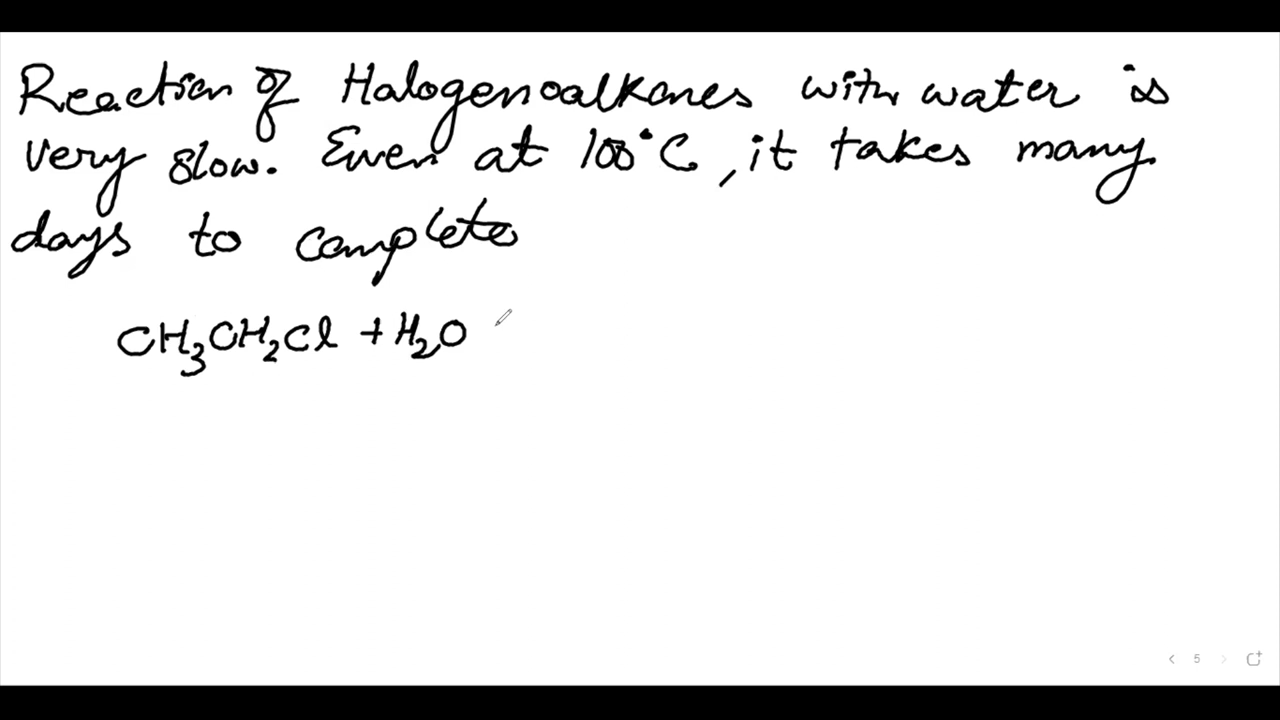 Reaction of Halogenoalkanes with water is
very slow. Even at 100°C, it takes many
days to complete
CH₃CH₂Cl + H₂O
5